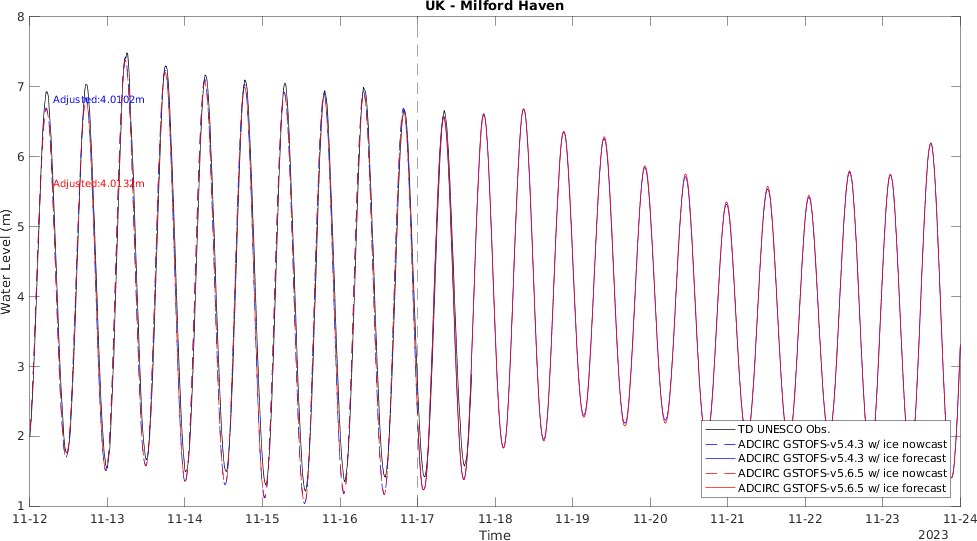 UK - Milford Haven
8
7
6
5
4
3
2
1
Water Level (m)
Adjusted:4.0102m
Adjusted:4.0132m
TD UNESCO Obs.
ADCIRC GSTOFS-v5.4.3 w/ ice nowcast
ADCIRC GSTOFS-v5.4.3 w/ ice forecast
ADCIRC GSTOFS-v5.6.5 w/ ice nowcast
ADCIRC GSTOFS-v5.6.5 w/ ice forecast
11-12 11-13 11-14 11-15 11-16 11-17 11-18 11-19 11-20 11-21 11-22 11-23 11-24
Time
2023